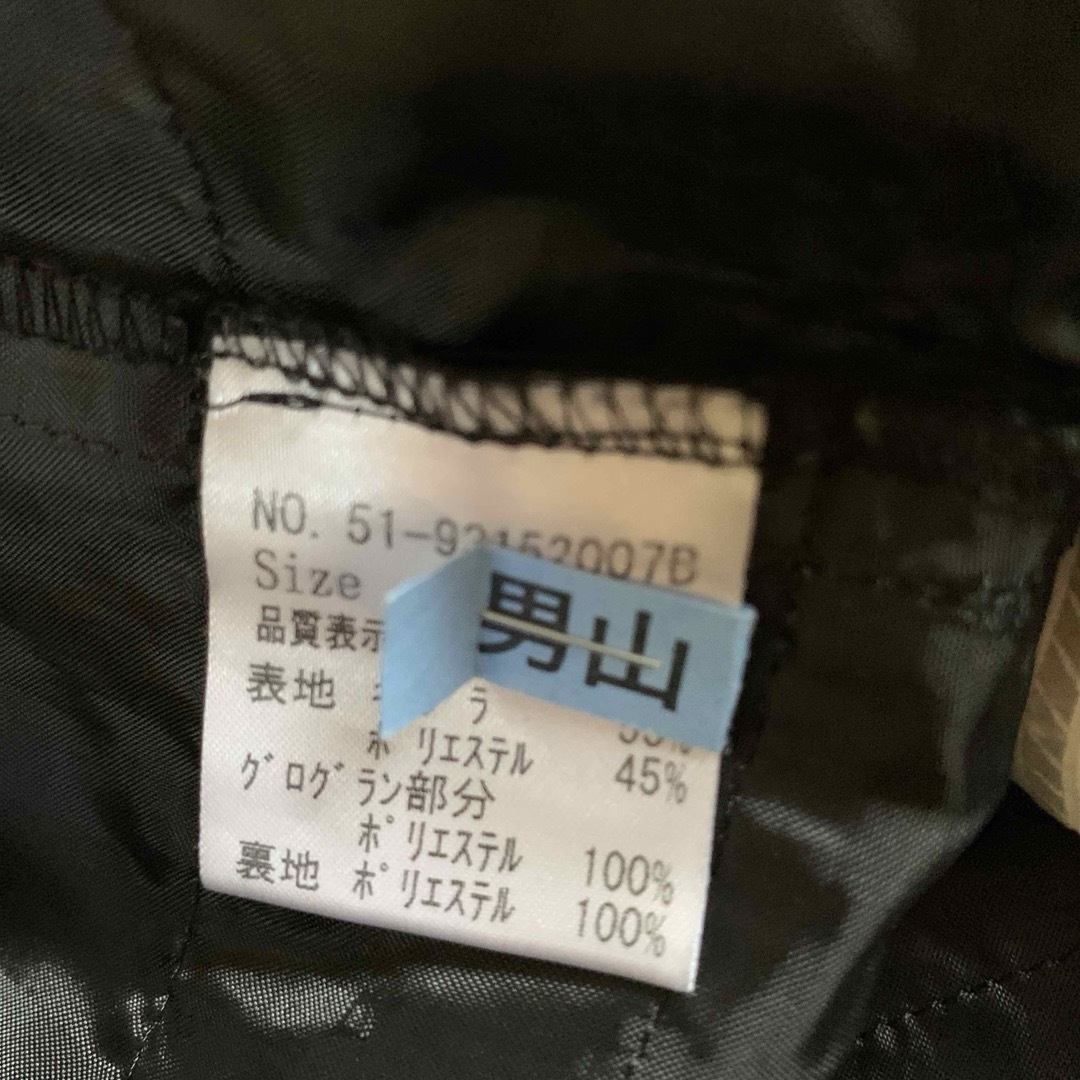 NO. 51-92152007B
Size
品質表示
男山
表地 ラ
ポリエステル 45%
グログラン部分
ポリエステル 100%
裏地 ポリエステル 100%